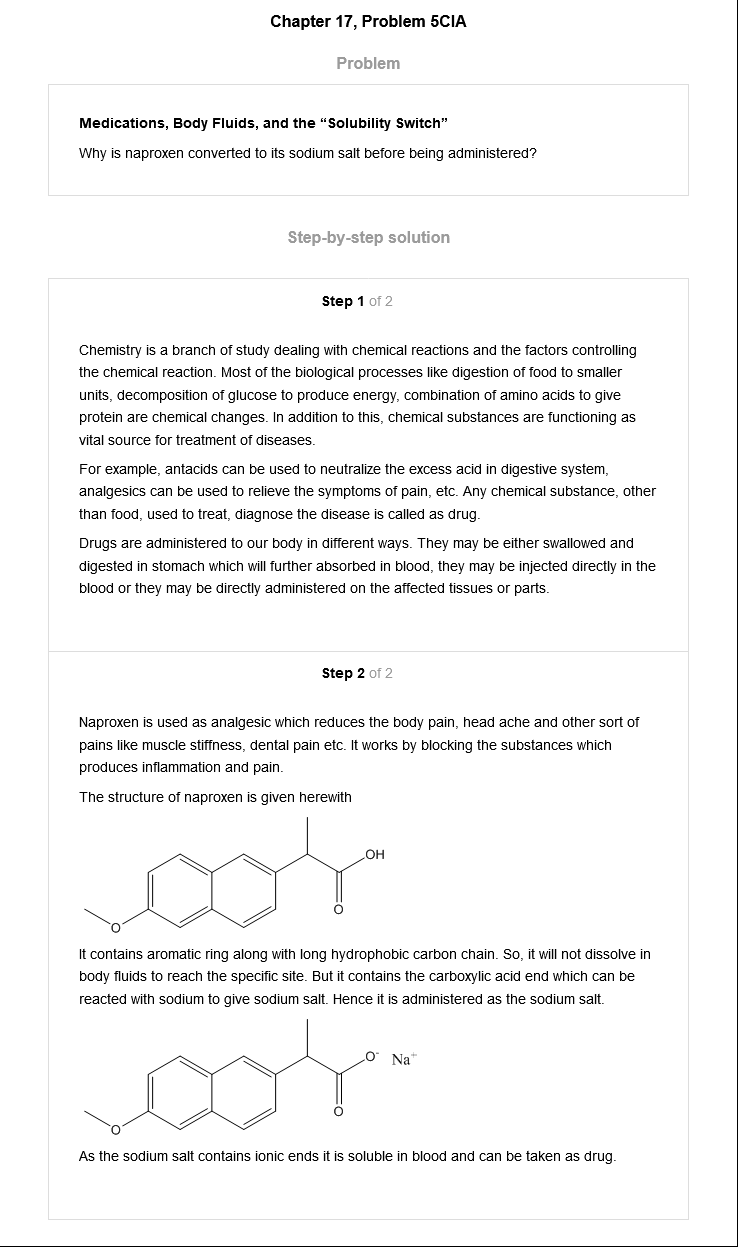 Chapter 17, Problem 5CIA
Problem
Medications, Body Fluids, and the “Solubility Switch”
Why is naproxen converted to its sodium salt before being administered?
Step-by-step solution
Step 1 of 2
Chemistry is a branch of study dealing with chemical reactions and the factors controlling
the chemical reaction. Most of the biological processes like digestion of food to smaller
units, decomposition of glucose to produce energy, combination of amino acids to give
protein are chemical changes. In addition to this, chemical substances are functioning as
vital source for treatment of diseases.
For example, antacids can be used to neutralize the excess acid in digestive system,
analgesics can be used to relieve the symptoms of pain, etc. Any chemical substance, other
than food, used to treat, diagnose the disease is called as drug.
Drugs are administered to our body in different ways. They may be either swallowed and
digested in stomach which will further absorbed in blood, they may be injected directly in the
blood or they may be directly administered on the affected tissues or parts.
Step 2 of 2
Naproxen is used as analgesic which reduces the body pain, head ache and other sort of
pains like muscle stiffness, dental pain etc. It works by blocking the substances which
produces inflammation and pain.
The structure of naproxen is given herewith
OH
O
O
It contains aromatic ring along with long hydrophobic carbon chain. So, it will not dissolve in
body fluids to reach the specific site. But it contains the carboxylic acid end which can be
reacted with sodium to give sodium salt. Hence it is administered as the sodium salt.
O⁻ Na⁺
O
O
As the sodium salt contains ionic ends it is soluble in blood and can be taken as drug.